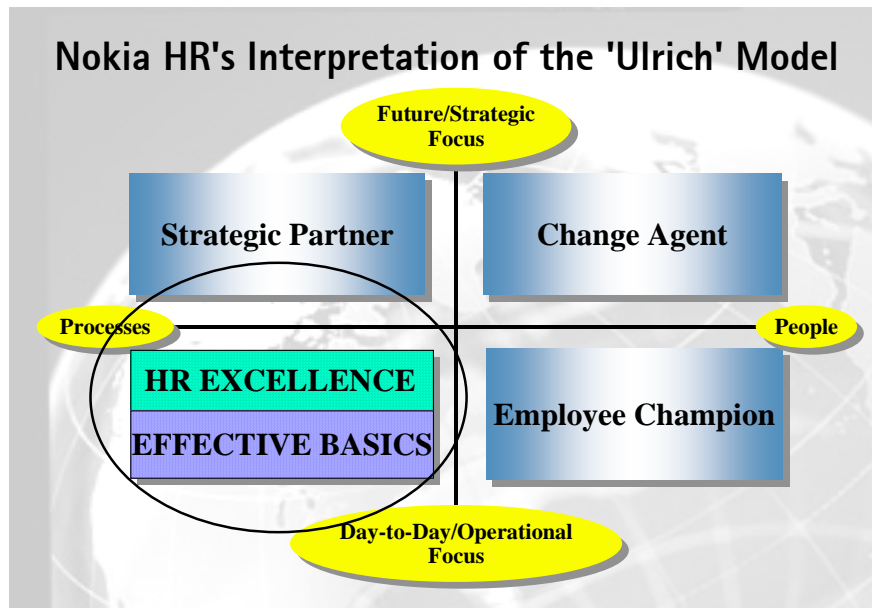 Nokia HR's Interpretation of the 'Ulrich' Model
Future/Strategic
Focus
Strategic Partner
Change Agent
Processes
People
HR EXCELLENCE
EFFECTIVE BASICS
Employee Champion
Day-to-Day/Operational
Focus